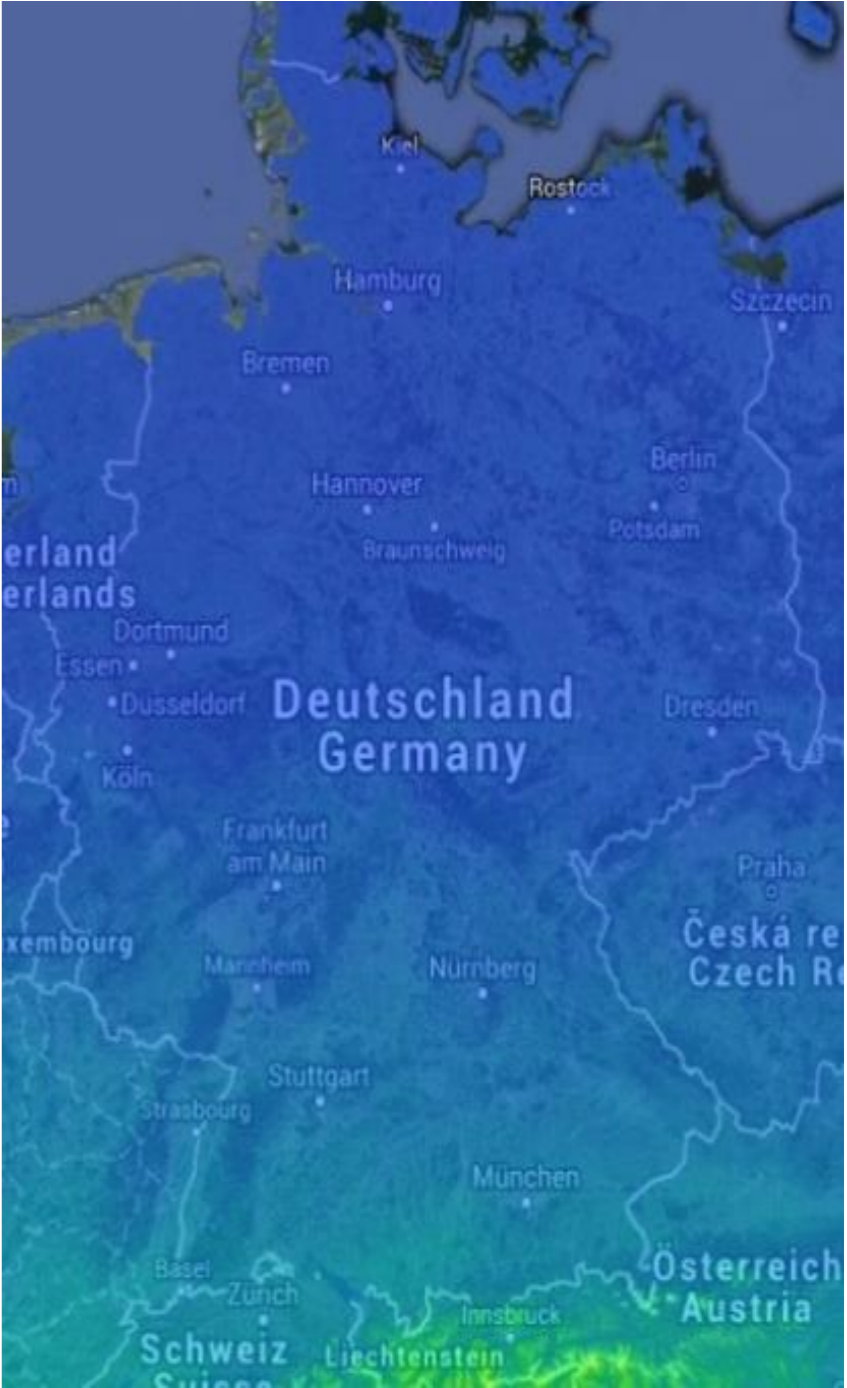 Kiel
Rostock
Hamburg
Szczecin
Bremen
Berlin
Hannover
m
Potsdam
Braunschweig
erland
erlands
Dortmund
Essen
Düsseldorf
Deutschland
Germany
Dresden
Köln
e
Frankfurt
am Main
Praha
Česká re
Czech Re
xembourg
Mannheim
Nürnberg
Stuttgart
Strasbourg
München
Basel
Österreich
Austria
Zürich
Innsbruck
Schweiz
Liechtenstein
Suisse